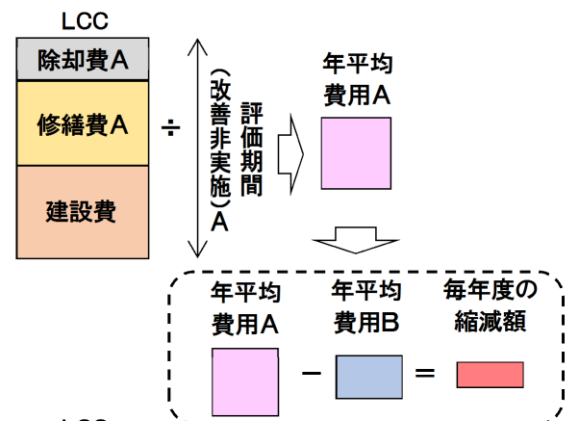 LCC
除却費A
修繕費A
建設費
÷
評価期間
(改善非実施)A
年平均
費用A
年平均
費用A
−
年平均
費用B
=
毎年度の
縮減額